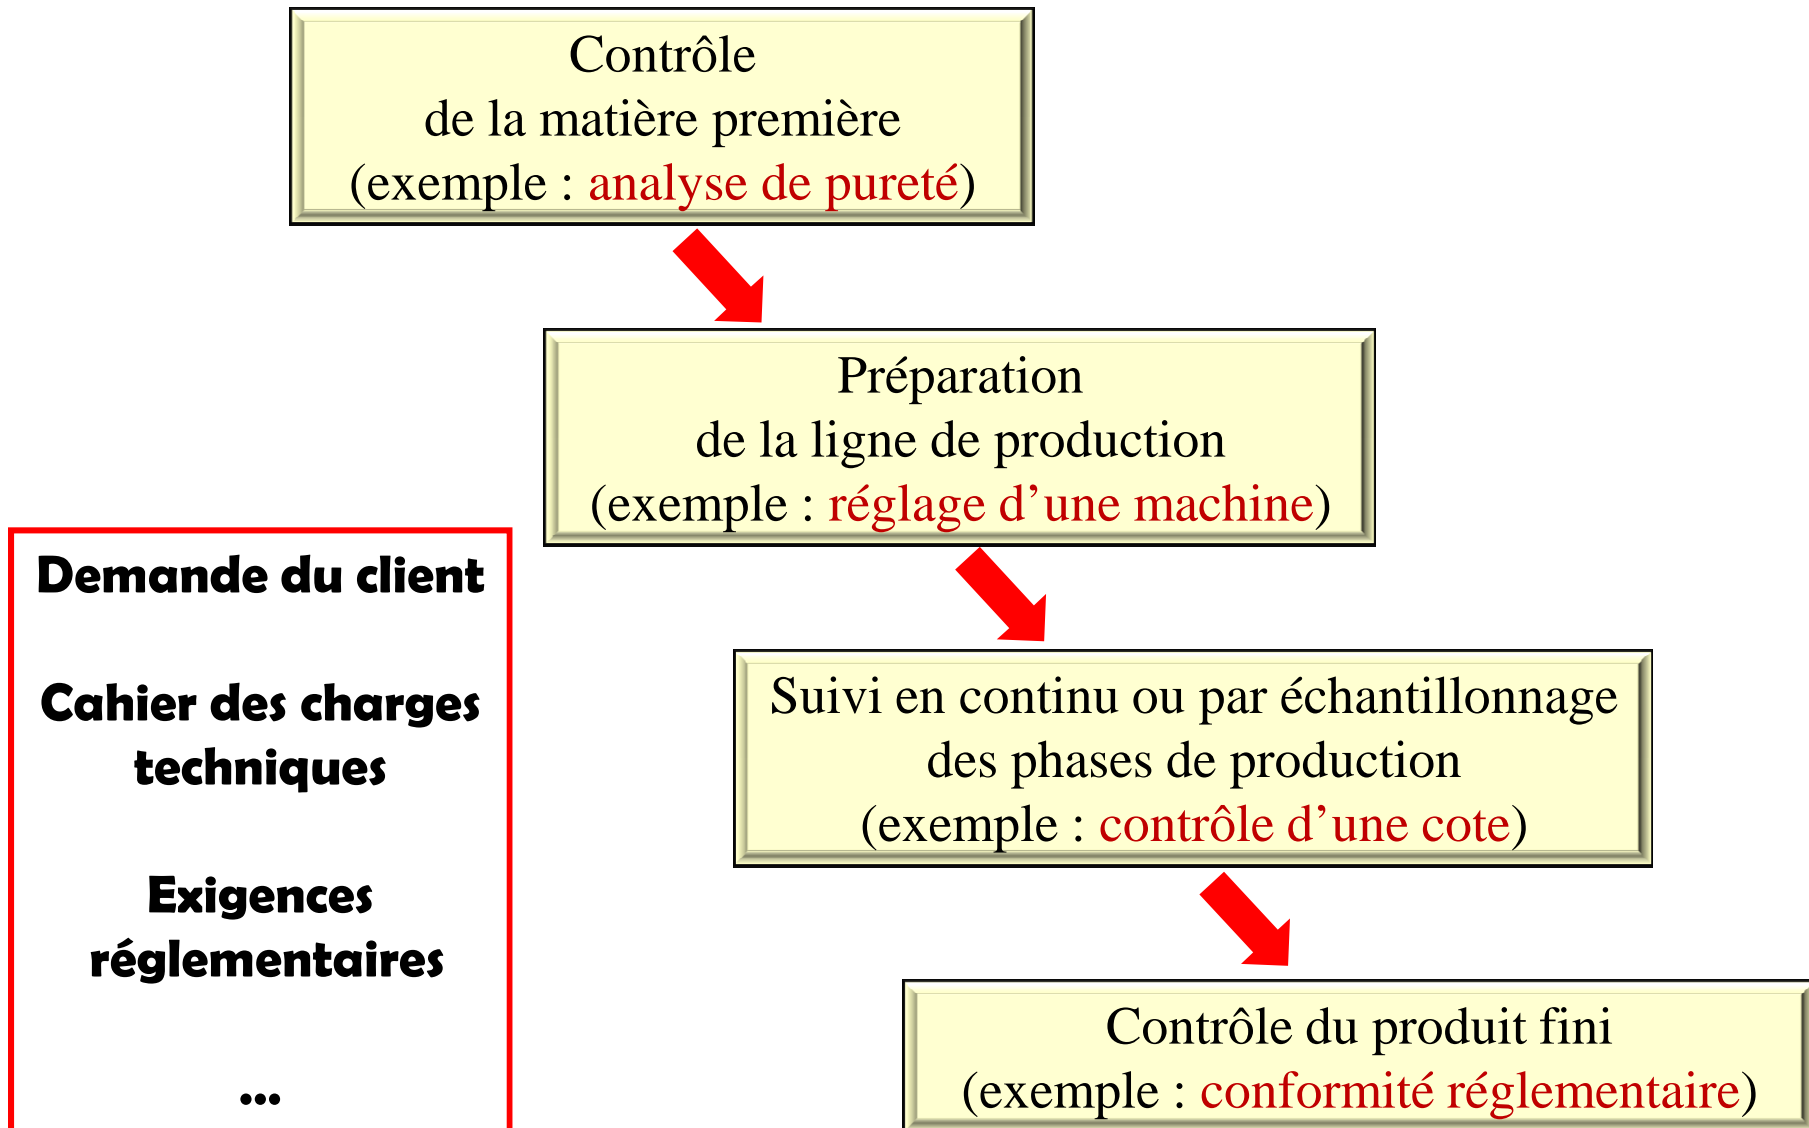 Contrôle
de la matière première
(exemple : analyse de pureté)
Préparation
de la ligne de production
(exemple : réglage d’une machine)
Demande du client
Cahier des charges
techniques
Exigences
réglementaires
...
Suivi en continu ou par échantillonnage
des phases de production
(exemple : contrôle d’une cote)
Contrôle du produit fini
(exemple : conformité réglementaire)